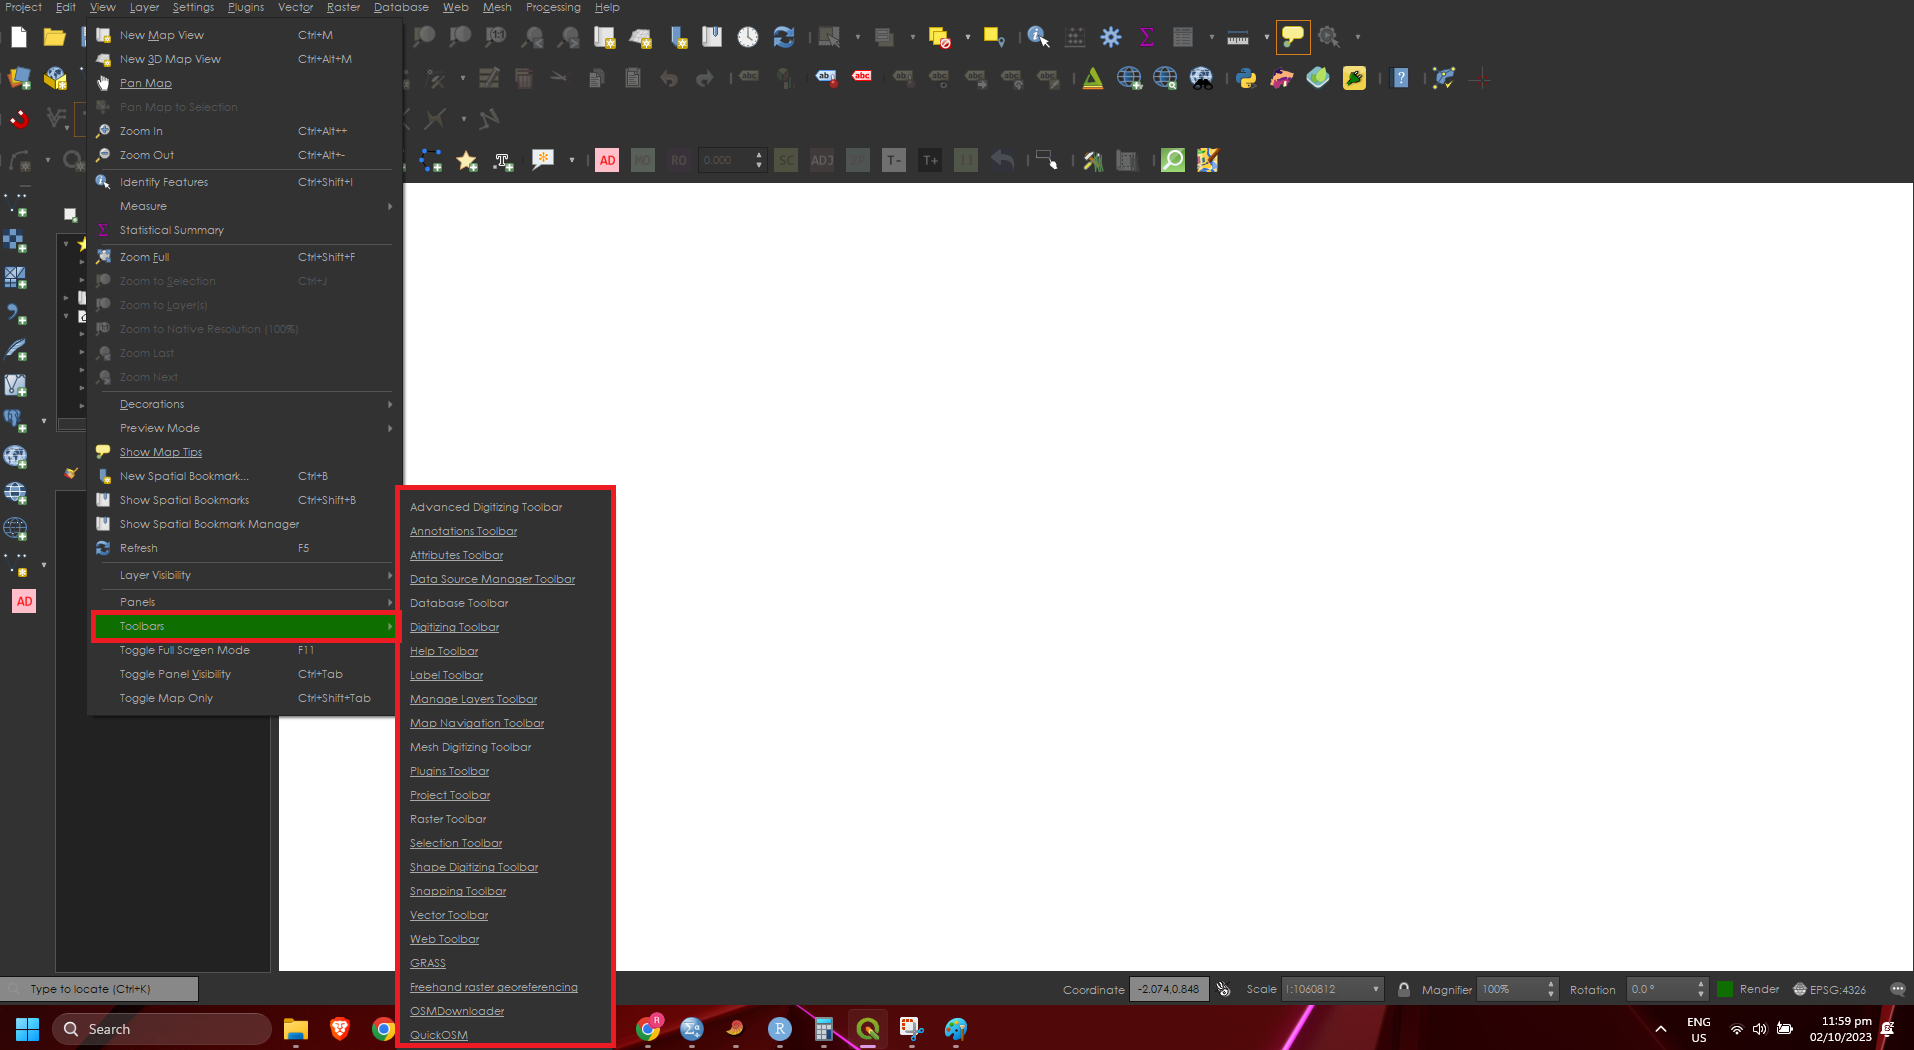 Project Edit View Layer Settings Plugins Vector Raster Database Web Mesh Processing Help
New Map View Ctrl+M
New 3D Map View Ctrl+Alt+M
Pan Map
Pan Map to Selection
Zoom In Ctrl+Alt++
Zoom Out Ctrl+Alt+-
Identify Features Ctrl+Shift+I
Measure
Statistical Summary
Zoom Full Ctrl+Shift+F
Zoom to Selection Ctrl+J
Zoom to Layer(s)
Zoom to Native Resolution (100%)
Zoom Last
Zoom Next
Decorations
Preview Mode
Show Map Tips
New Spatial Bookmark... Ctrl+B
Show Spatial Bookmarks Ctrl+Shift+B
Show Spatial Bookmark Manager
Refresh F5
Layer Visibility
Panels
Toolbars
Toggle Full Screen Mode F11
Toggle Panel Visibility Ctrl+Tab
Toggle Map Only Ctrl+Shift+Tab
Advanced Digitizing Toolbar
Annotations Toolbar
Attributes Toolbar
Data Source Manager Toolbar
Database Toolbar
Digitizing Toolbar
Help Toolbar
Label Toolbar
Manage Layers Toolbar
Map Navigation Toolbar
Mesh Digitizing Toolbar
Plugins Toolbar
Project Toolbar
Raster Toolbar
Selection Toolbar
Shape Digitizing Toolbar
Snapping Toolbar
Vector Toolbar
Web Toolbar
GRASS
Freehand raster georeferencing
OSMDownloader
QuickOSM
abc abc abc
AD MO RO 0.000 SC ADJ T- T+
AD
Type to locate (Ctrl+K)
Coordinate -2.074,0.848 Scale 1:1060812 Magnifier 100% Rotation 0.0 ° Render EPSG:4326
Search
R
R
ENG
US
11:59 pm
02/10/2023